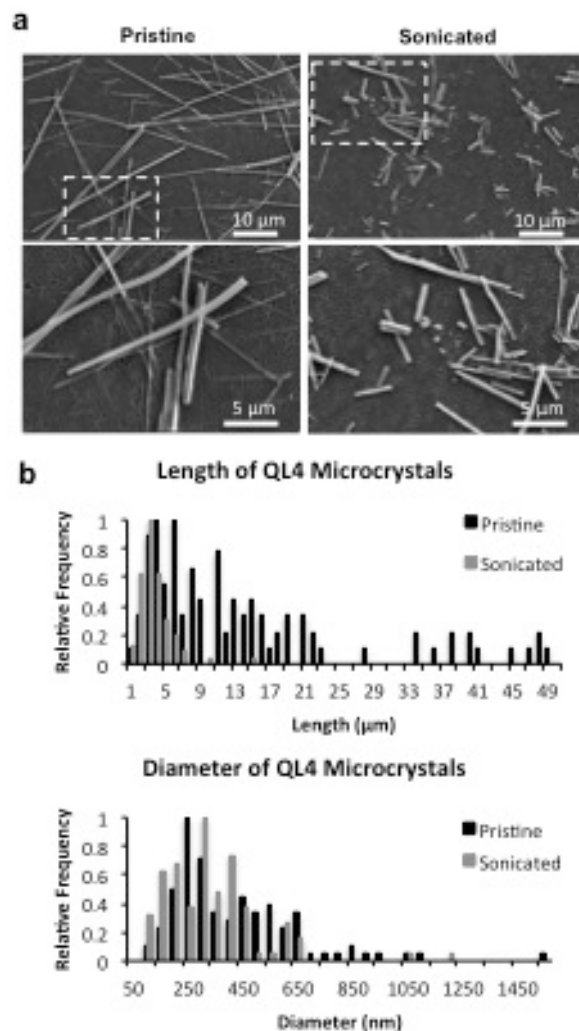 a
Pristine
Sonicated
10 µm
10 µm
5 µm
5 µm
b
Length of QL4 Microcrystals
Relative Frequency
1
0.8
0.6
0.4
0.2
0
Pristine
Sonicated
1 5 9 13 17 21 25 29 33 37 41 45 49
Length (µm)
Diameter of QL4 Microcrystals
Relative Frequency
1
0.8
0.6
0.4
0.2
0
Pristine
Sonicated
50 250 450 650 850 1050 1250 1450
Diameter (nm)